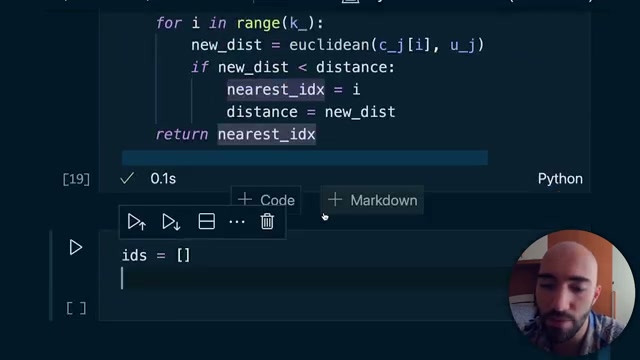 for i in range(k_):
new_dist = euclidean(c_j[i], u_j)
if new_dist < distance:
nearest_idx = i
distance = new_dist
return nearest_idx
[19] 0.1s Python
+ Code + Markdown
ids = []
[ ]